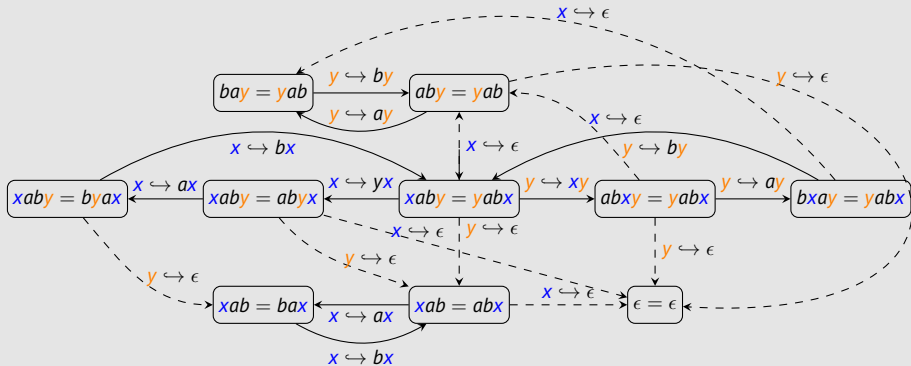 x ↪ ϵ
y ↪ by
y ↪ ϵ
bay = yab
aby = yab
y ↪ ay
x ↪ ϵ
x ↪ bx
x ↪ ϵ
y ↪ by
x ↪ ax
x ↪ yx
y ↪ xy
y ↪ ay
xaby = byax
xaby = abyx
xaby = yabx
abxy = yabx
bxay = yabx
x ↪ ϵ
y ↪ ϵ
y ↪ ϵ
y ↪ ϵ
y ↪ ϵ
x ↪ ϵ
xab = bax
xab = abx
ϵ = ϵ
x ↪ ax
x ↪ bx